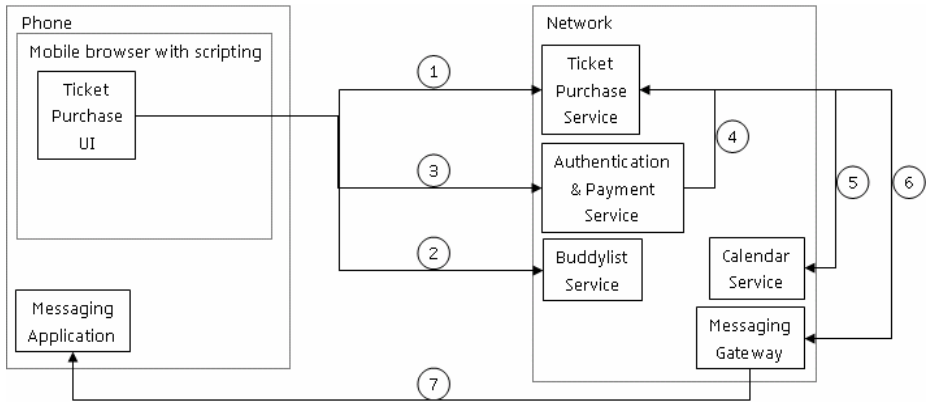 Phone
Mobile browser with scripting
Ticket
Purchase
UI
Messaging
Application
1
3
2
7
Network
Ticket
Purchase
Service
Authentication
& Payment
Service
Buddylist
Service
4
5
6
Calendar
Service
Messaging
Gateway